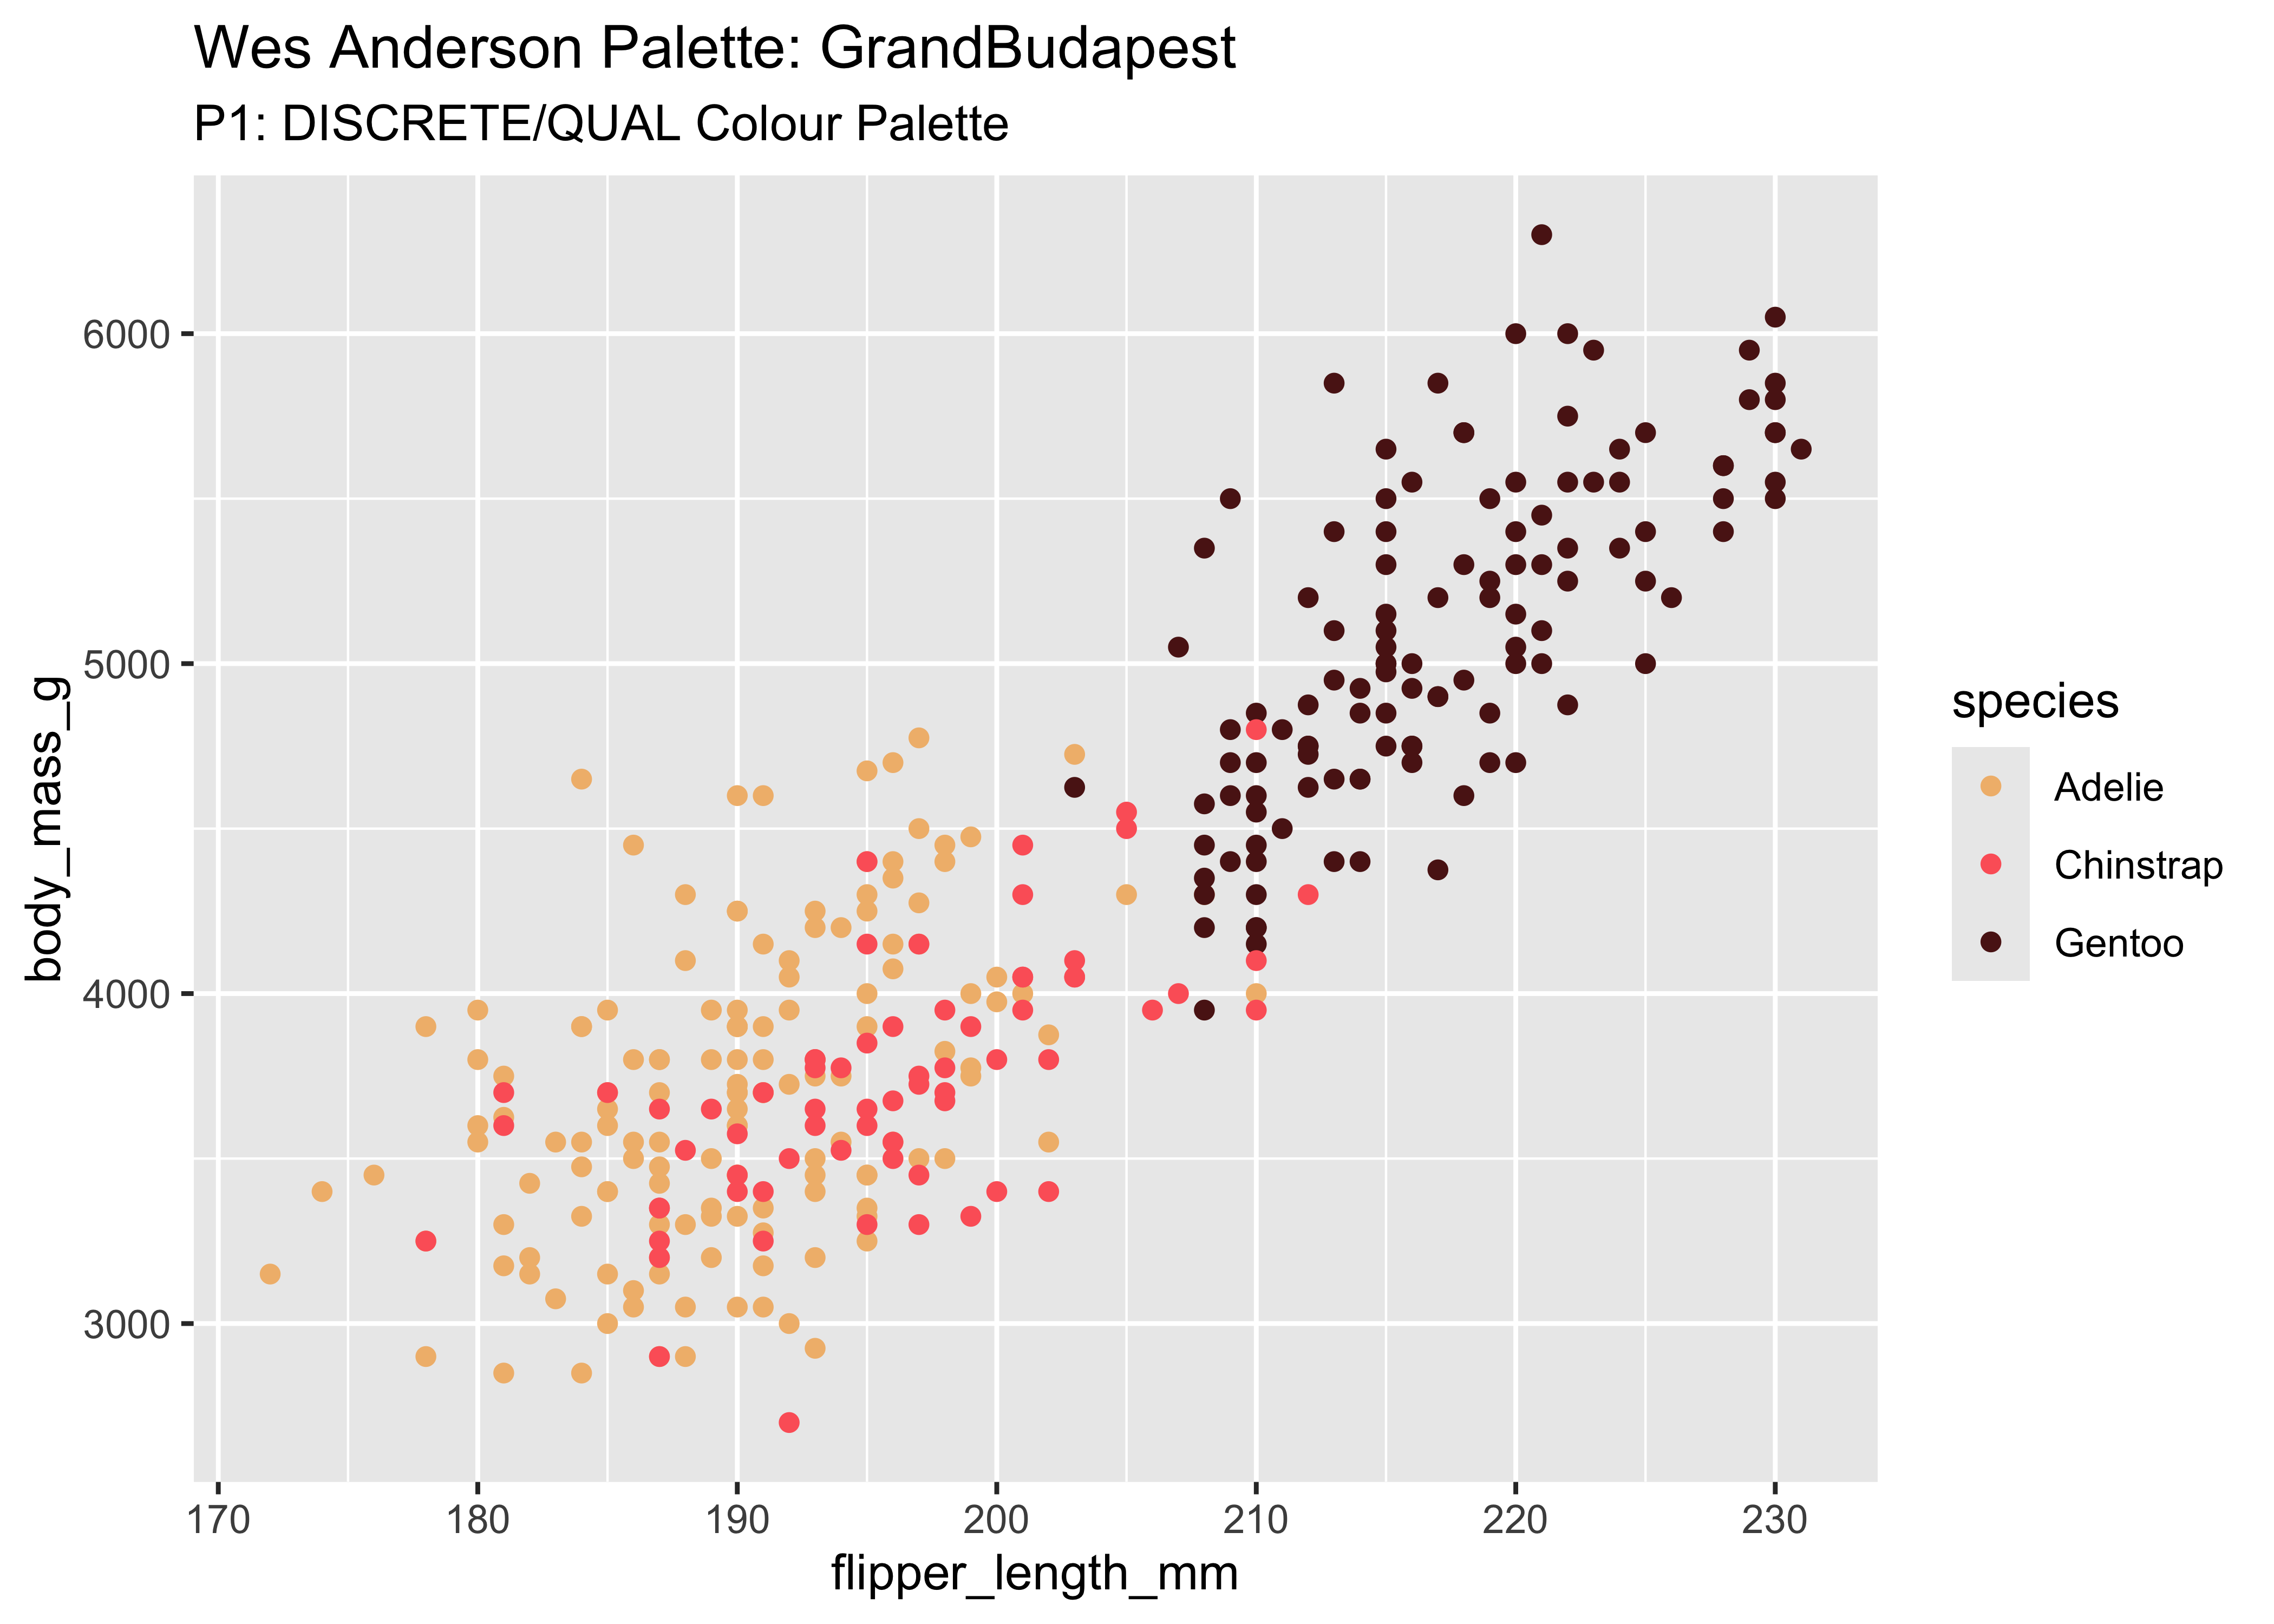 Wes Anderson Palette: GrandBudapest
P1: DISCRETE/QUAL Colour Palette
body_mass_g
6000
5000
4000
3000
170 180 190 200 210 220 230
flipper_length_mm
species
Adelie
Chinstrap
Gentoo